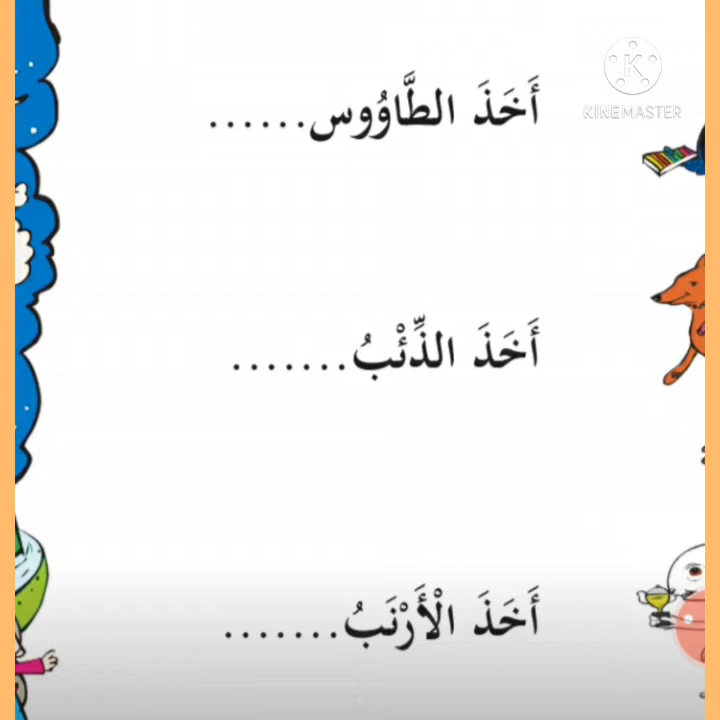 KINEMASTER
أَخَذَ الطَّاوُوس......
أَخَذَ الذِّئْبُ.......
أَخَذَ الْأَرْنَبُ.......